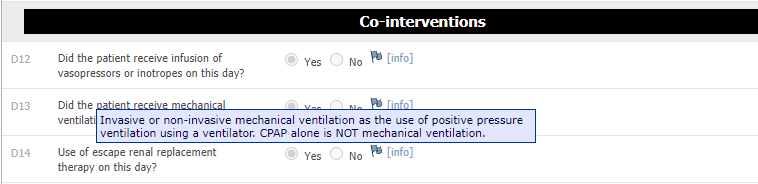 Co-interventions
D12 Did the patient receive infusion of Yes No [info]
vasopressors or inotropes on this day?
D13 Did the patient receive mechanical Yes No [info]
Invasive or non-invasive mechanical ventilation as the use of positive pressure
ventilation using a ventilator. CPAP alone is NOT mechanical ventilation.
D14 Use of escape renal replacement Yes No [info]
therapy on this day?